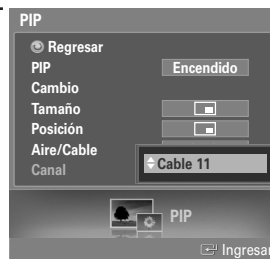 PIP
Regresar
PIP Encendido
Cambio
Tamaño
Posición
Aire/Cable
Canal Cable 11
PIP
Ingresar